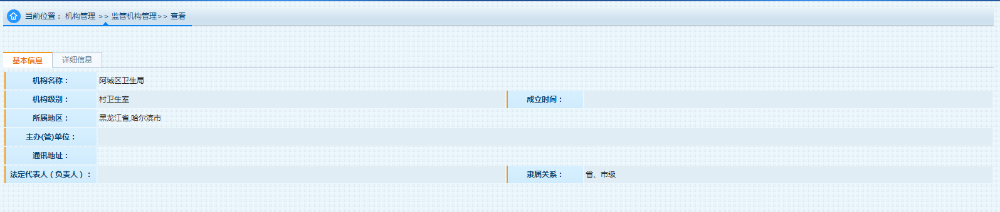 当前位置： 机构管理 >> 监管机构管理>> 查看
基本信息 详细信息
机构名称： 阿城区卫生局
机构级别： 村卫生室 成立时间：
所属地区： 黑龙江省,哈尔滨市
主办(管)单位：
通讯地址：
法定代表人（负责人）： 隶属关系： 省、市级